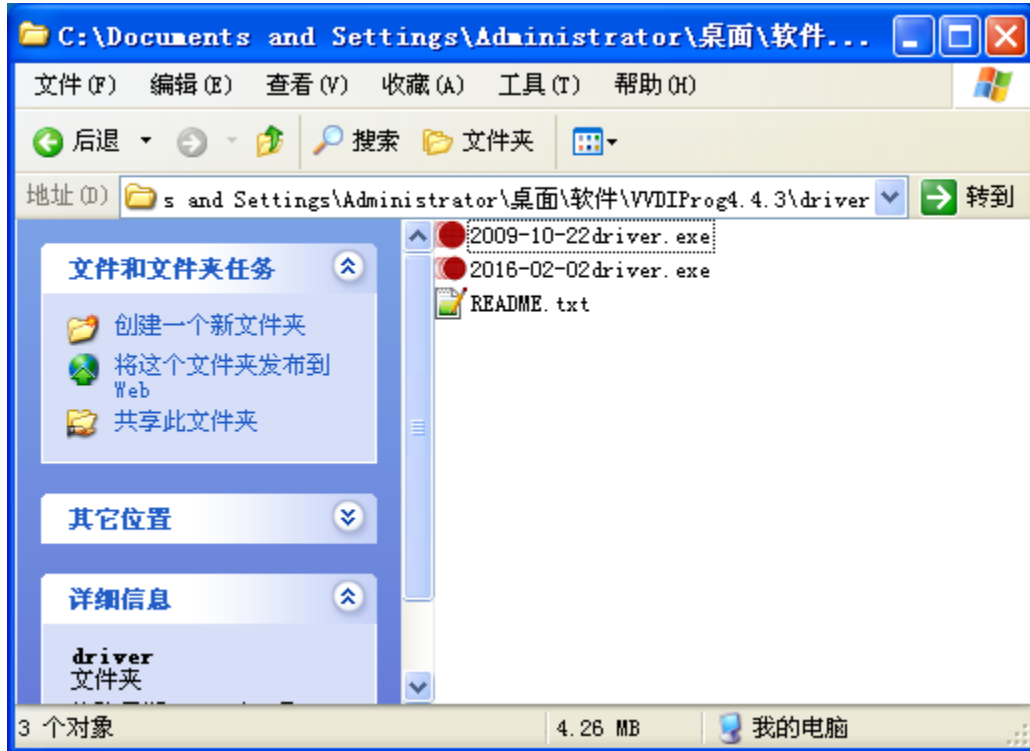 C:\Documents and Settings\Administrator\桌面\软件...
文件(F) 编辑(E) 查看(V) 收藏(A) 工具(T) 帮助(H)
后退 搜索 文件夹
地址(D) s and Settings\Administrator\桌面\软件\VVDIProg4.4.3\driver 转到
文件和文件夹任务
创建一个新文件夹
将这个文件夹发布到
Web
共享此文件夹
其它位置
详细信息
driver
文件夹
2009-10-22driver.exe
2016-02-02driver.exe
README.txt
3 个对象 4.26 MB 我的电脑